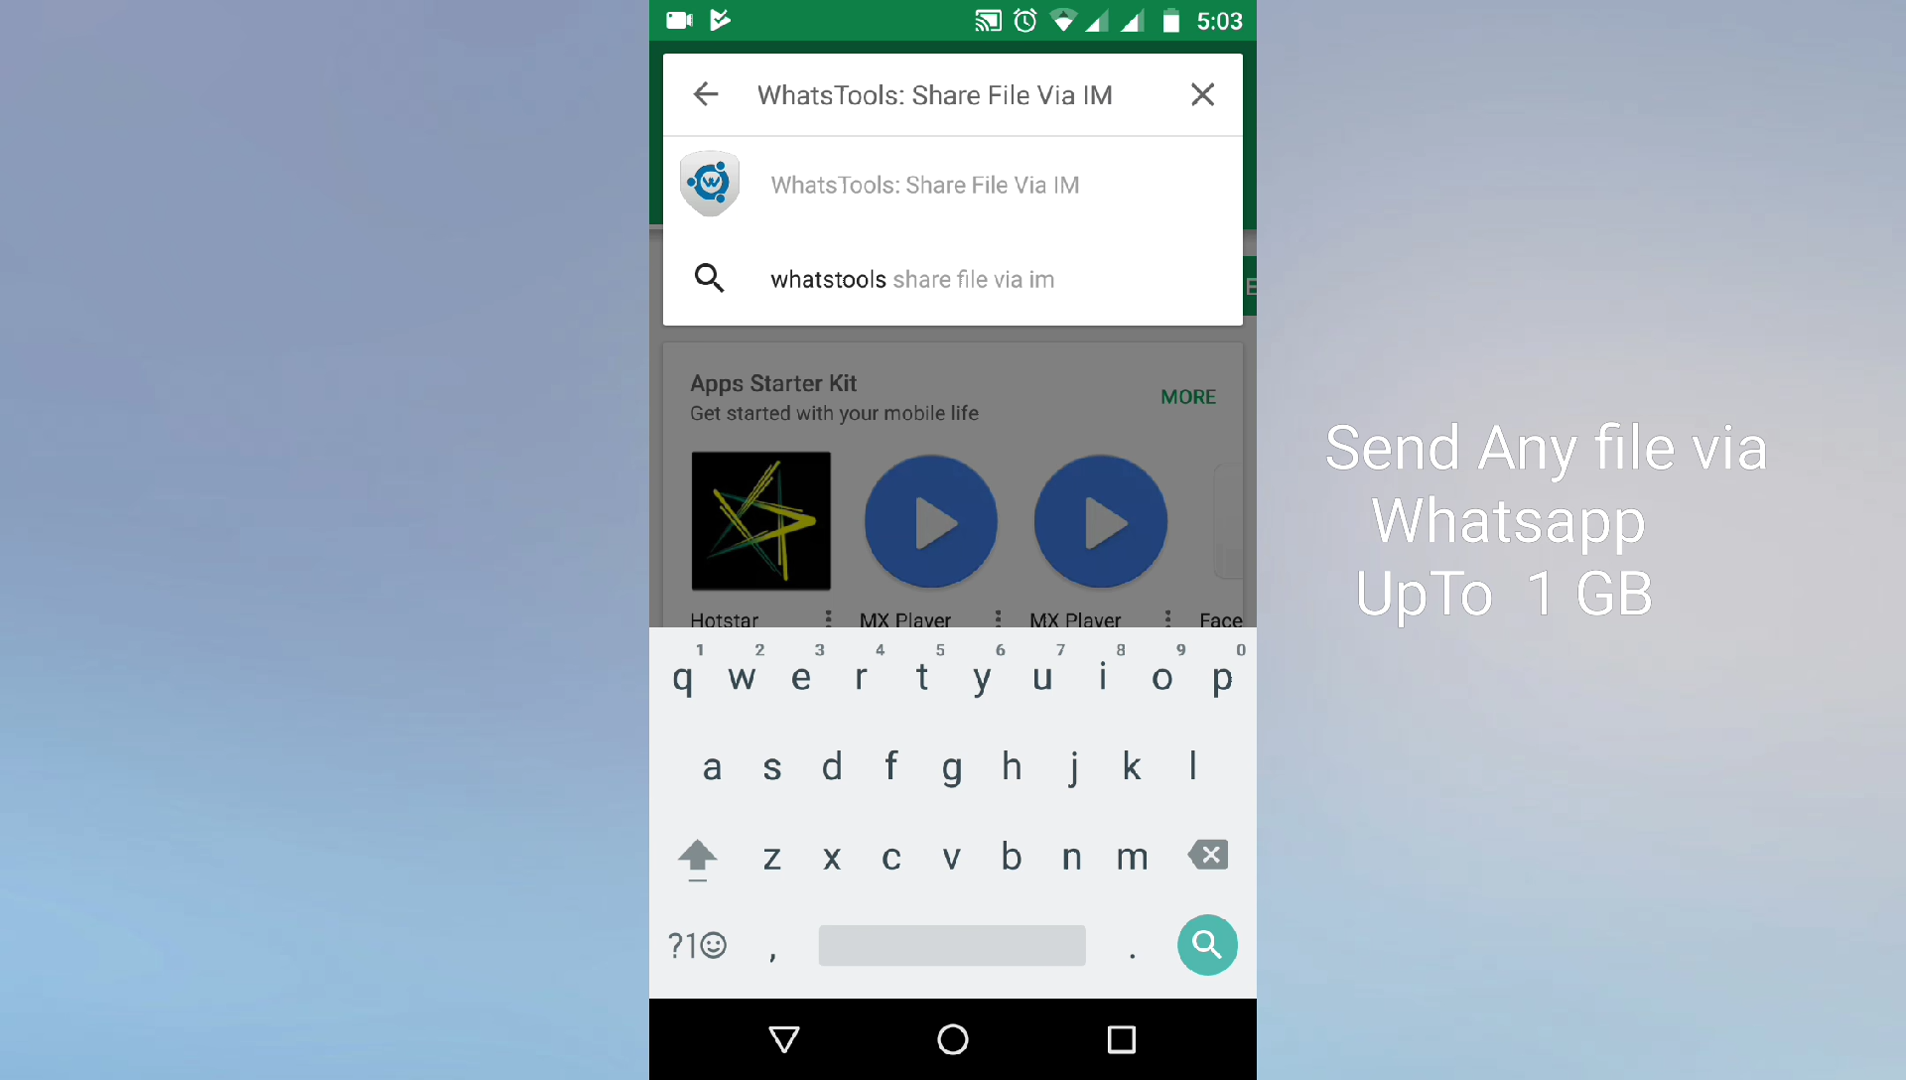 5:03
WhatsTools: Share File Via IM
WhatsTools: Share File Via IM
whatstools share file via im
E
Apps Starter Kit
Get started with your mobile life
MORE
Hotstar
MX Player
MX Player
Face
Send Any file via
Whatsapp
UpTo 1 GB
1 2 3 4 5 6 7 8 9 0
q w e r t y u i o p
a s d f g h j k l
z x c v b n m
?1☺ , .